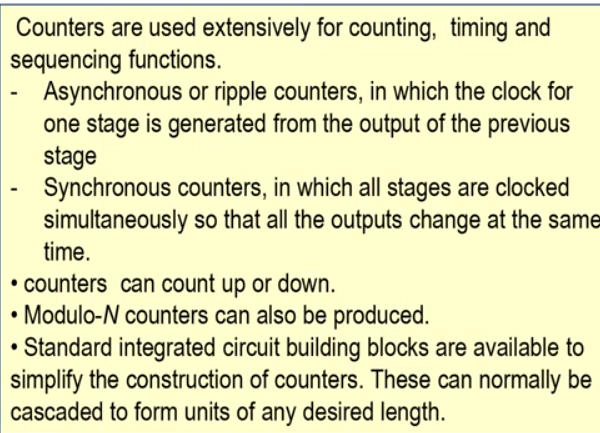 Counters are used extensively for counting, timing and
sequencing functions.
- Asynchronous or ripple counters, in which the clock for
one stage is generated from the output of the previous
stage
- Synchronous counters, in which all stages are clocked
simultaneously so that all the outputs change at the same
time.
• counters can count up or down.
• Modulo-N counters can also be produced.
• Standard integrated circuit building blocks are available to
simplify the construction of counters. These can normally be
cascaded to form units of any desired length.